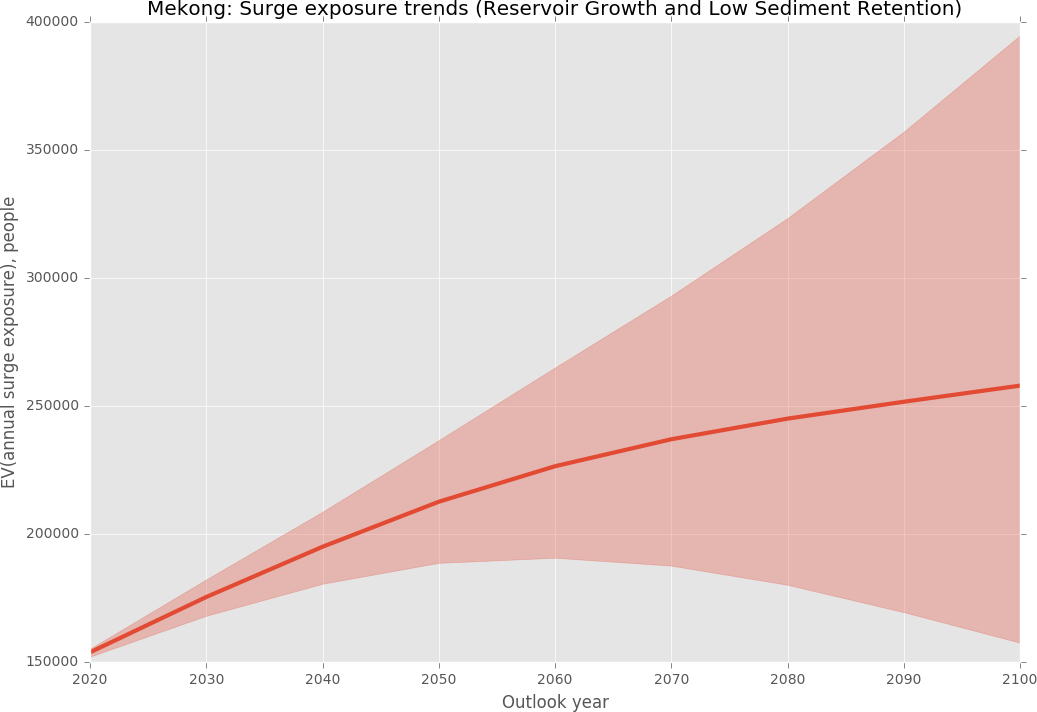 Mekong: Surge exposure trends (Reservoir Growth and Low Sediment Retention)
400000
350000
300000
250000
200000
150000
EV(annual surge exposure), people
2020 2030 2040 2050 2060 2070 2080 2090 2100
Outlook year